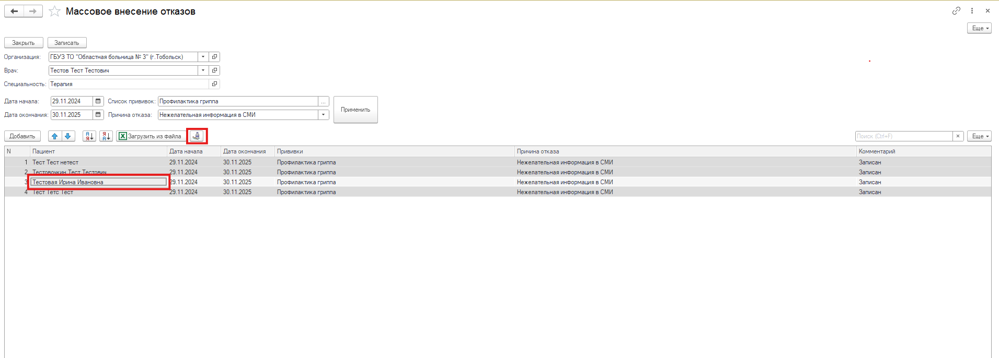 Массовое внесение отказов
Еще
Закрыть Записать
Организация: ГБУЗ ТО "Областная больница № 3" (г.Тобольск)
Врач: Тестов Тест Тестович
Специальность: Терапия
Дата начала: 29.11.2024 Список прививок: Профилактика гриппа ...
Применить
Дата окончания: 30.11.2025 Причина отказа: Нежелательная информация в СМИ
Добавить Загрузить из файла Поиск (Ctrl+F) × Еще
N Пациент Дата начала Дата окончания Прививки Причина отказа Комментарий
1 Тест Тест нетест 29.11.2024 30.11.2025 Профилактика гриппа Нежелательная информация в СМИ Записан
2 Тестовочкин Тест Тестович 29.11.2024 30.11.2025 Профилактика гриппа Нежелательная информация в СМИ Записан
3 Тестовая Ирина Ивановна 29.11.2024 30.11.2025 Профилактика гриппа Нежелательная информация в СМИ Записан
4 Тест Тетс Тест 29.11.2024 30.11.2025 Профилактика гриппа Нежелательная информация в СМИ Записан